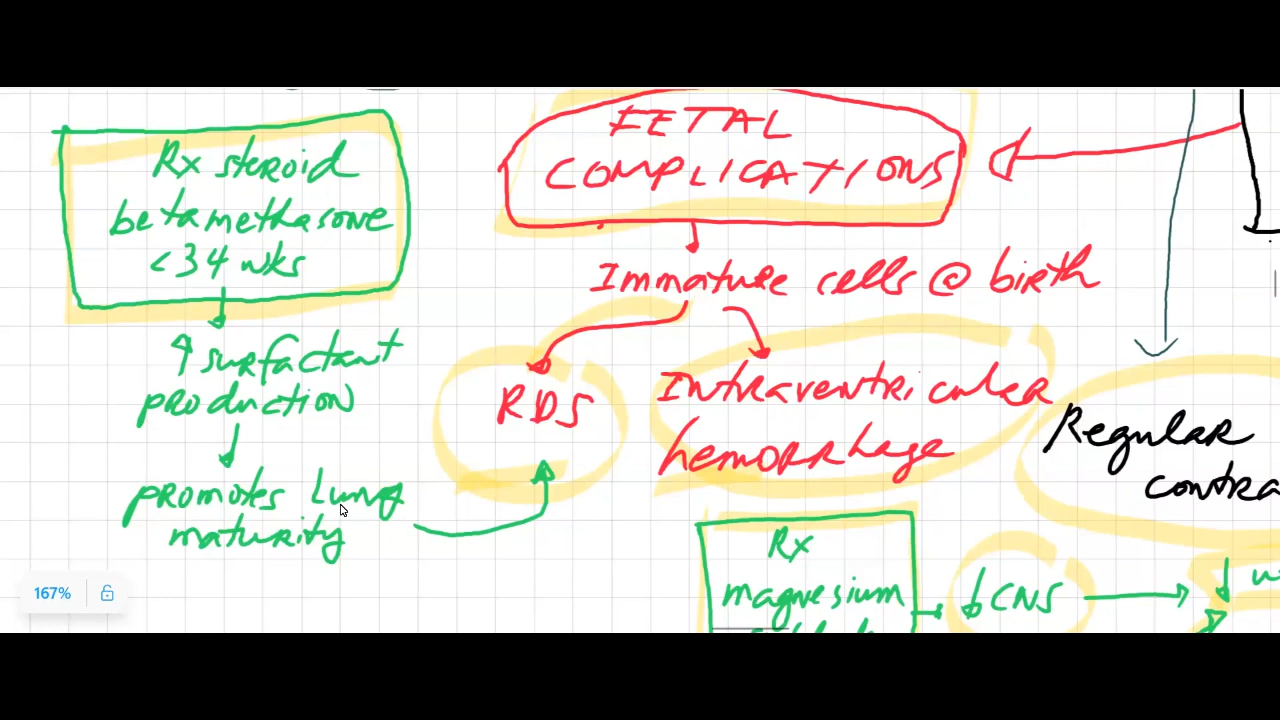 Rx steroid
betamethasone
<34 wks
↑ surfactant
production
promotes lung
maturity
FETAL
COMPLICATIONS
Immature cells @ birth
RDS
Intraventricular
hemorrhage
Regular
contra
Rx
magnesium
↓ CNS
↓
167%